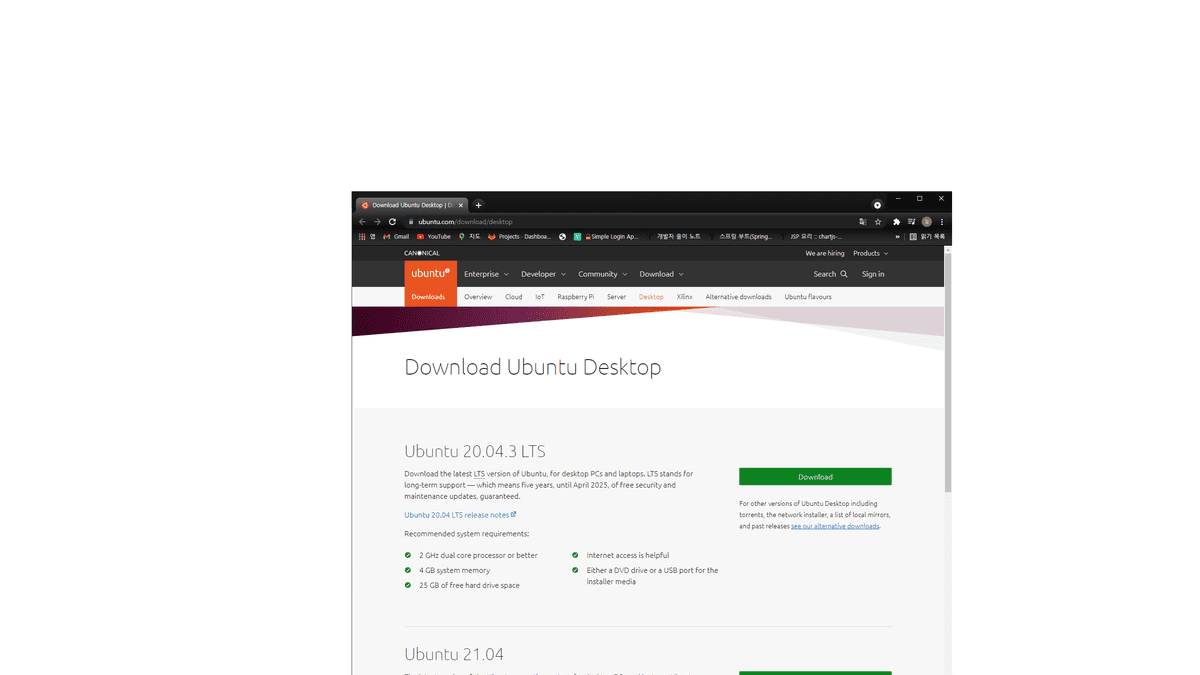 Download Ubuntu Desktop | D
ubuntu.com/download/desktop
앱 Gmail YouTube 지도 Projects · Dashboa... Simple Login Ap... 개발자 풀이 노트 스프링 부트(Spring... JSP 요리 :: chartjs-... » 읽기 목록
CANONICAL We are hiring Products
ubuntu Enterprise Developer Community Download Search Sign in
Downloads Overview Cloud IoT Raspberry Pi Server Desktop Xilinx Alternative downloads Ubuntu flavours
Download Ubuntu Desktop
Ubuntu 20.04.3 LTS
Download the latest LTS version of Ubuntu, for desktop PCs and laptops. LTS stands for
long-term support — which means five years, until April 2025, of free security and
maintenance updates, guaranteed.
Ubuntu 20.04 LTS release notes
Recommended system requirements:
2 GHz dual core processor or better
4 GB system memory
25 GB of free hard drive space
Internet access is helpful
Either a DVD drive or a USB port for the
installer media
Download
For other versions of Ubuntu Desktop including
torrents, the network installer, a list of local mirrors,
and past releases see our alternative downloads.
Ubuntu 21.04